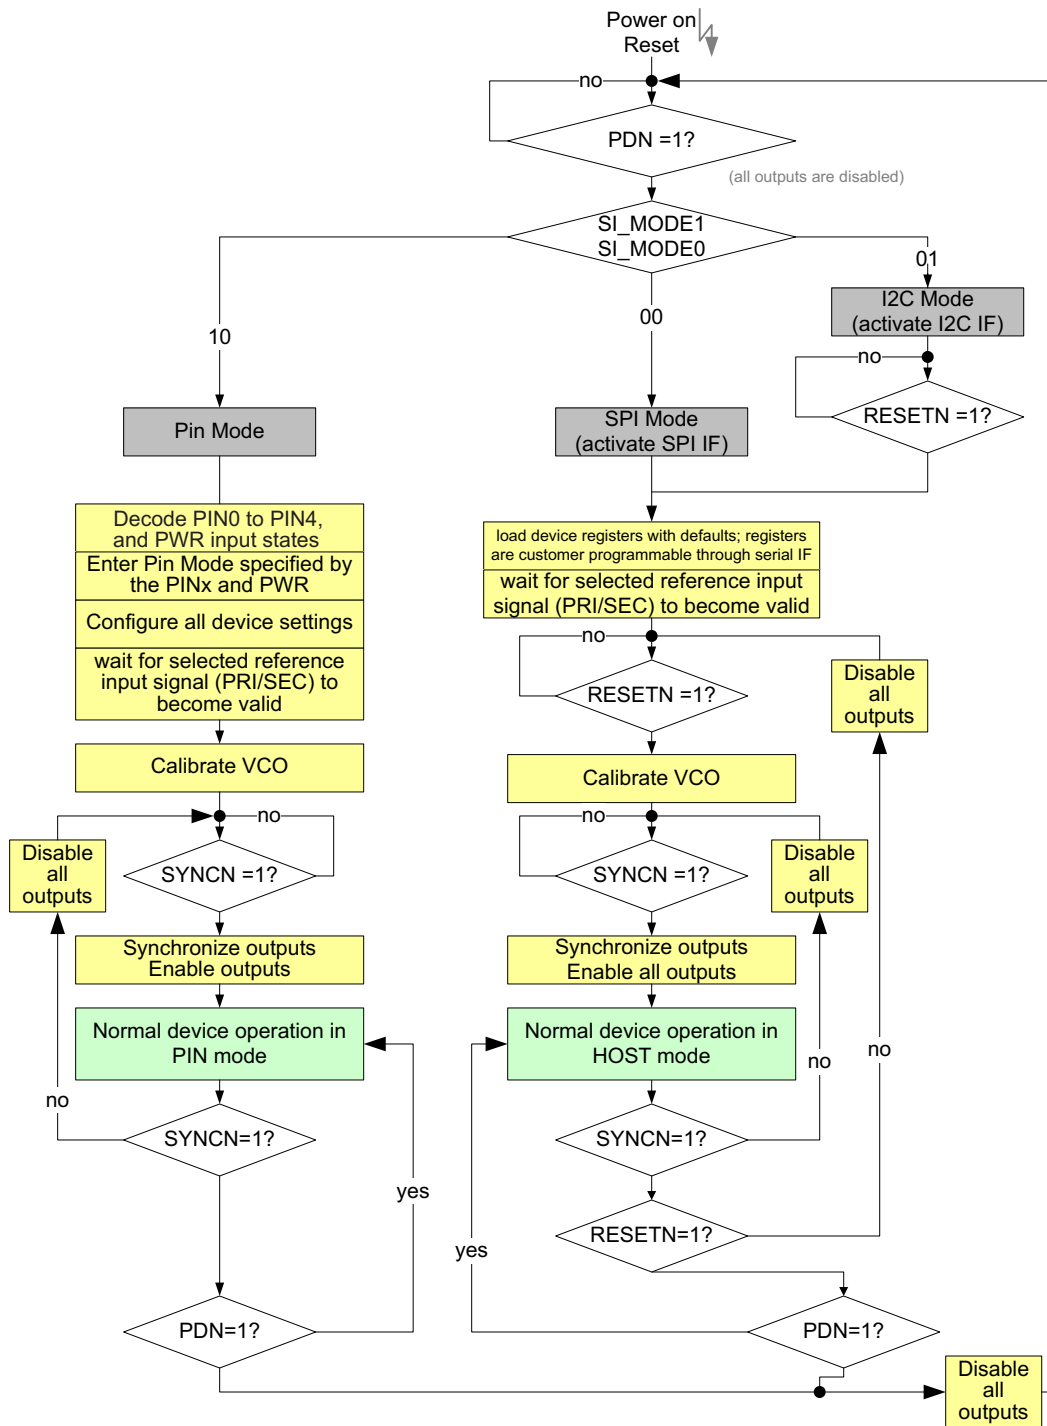 Power on
Reset
no
PDN =1?
(all outputs are disabled)
SI_MODE1
SI_MODE0
01
I2C Mode
(activate I2C IF)
10
00
no
RESETN =1?
Pin Mode
SPI Mode
(activate SPI IF)
Decode PIN0 to PIN4,
and PWR input states
Enter Pin Mode specified by
the PINx and PWR
Configure all device settings
wait for selected reference
input signal (PRI/SEC) to
become valid
load device registers with defaults; registers
are customer programmable through serial IF
wait for selected reference input
signal (PRI/SEC) to become valid
no
RESETN =1?
Disable
all
outputs
Calibrate VCO
Calibrate VCO
no
no
Disable
all
outputs
SYNCN =1?
SYNCN =1?
Disable
all
outputs
Synchronize outputs
Enable outputs
Synchronize outputs
Enable all outputs
Normal device operation in
PIN mode
Normal device operation in
HOST mode
no
no
no
SYNCN=1?
SYNCN=1?
yes
RESETN=1?
yes
PDN=1?
PDN=1?
Disable
all
outputs